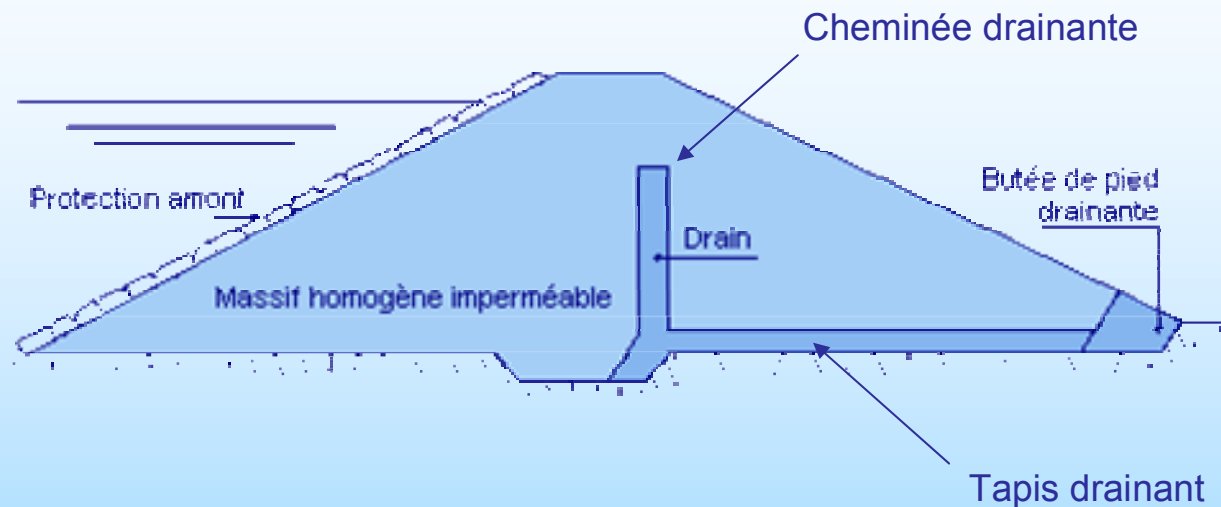 Cheminée drainante
Protection amont
Butée de pied
drainante
Drain
Massif homogène imperméable
Tapis drainant